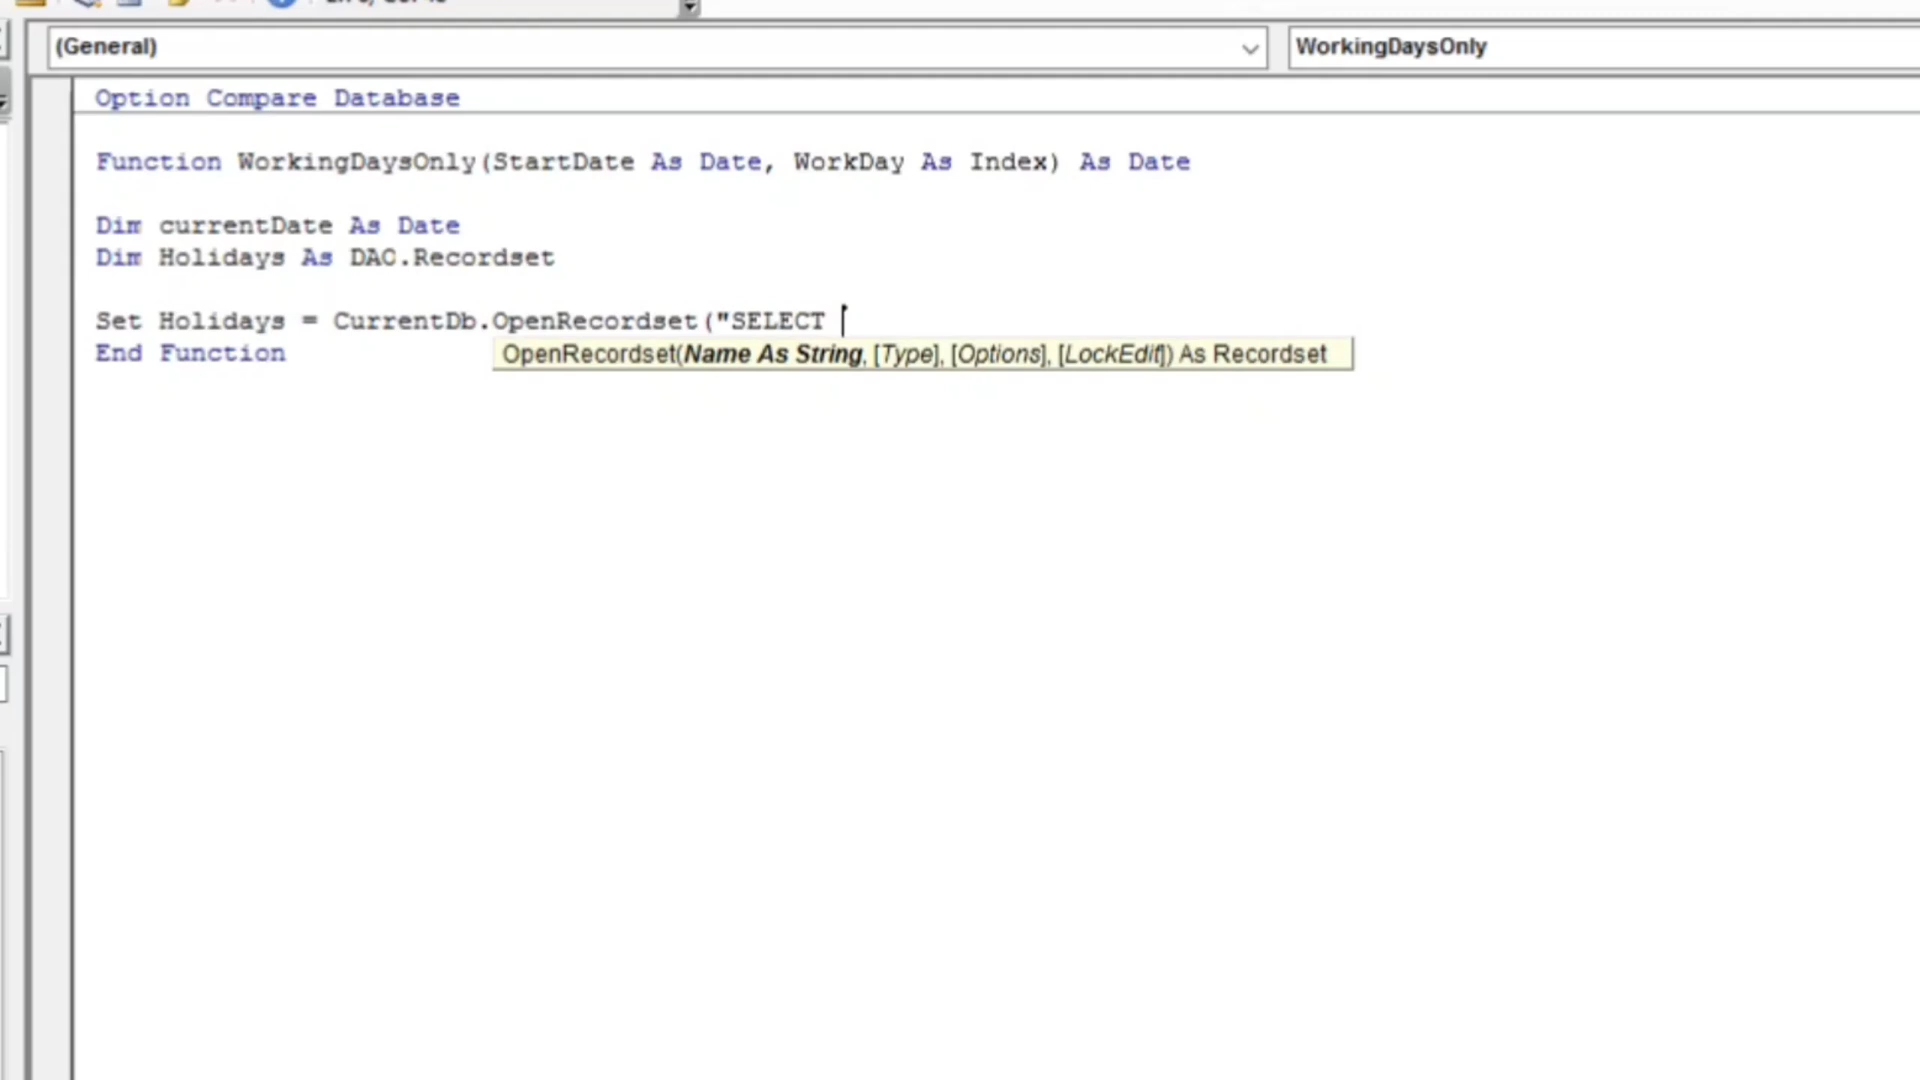 (General)
WorkingDaysOnly
Option Compare Database
Function WorkingDaysOnly(StartDate As Date, WorkDay As Index) As Date
Dim currentDate As Date
Dim Holidays As DAO.Recordset
Set Holidays = CurrentDb.OpenRecordset("SELECT
End Function
OpenRecordset(Name As String, [Type], [Options], [LockEdit]) As Recordset